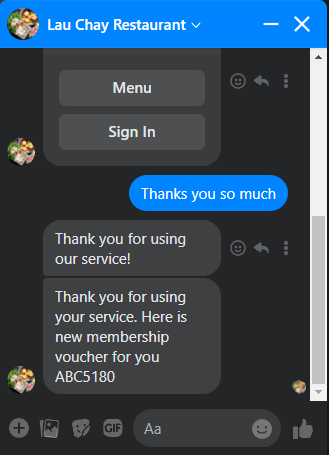 Lau Chay Restaurant
Menu
Sign In
Thanks you so much
Thank you for using
our service!
Thank you for using
your service. Here is
new membership
voucher for you
ABC5180
GIF
Aa